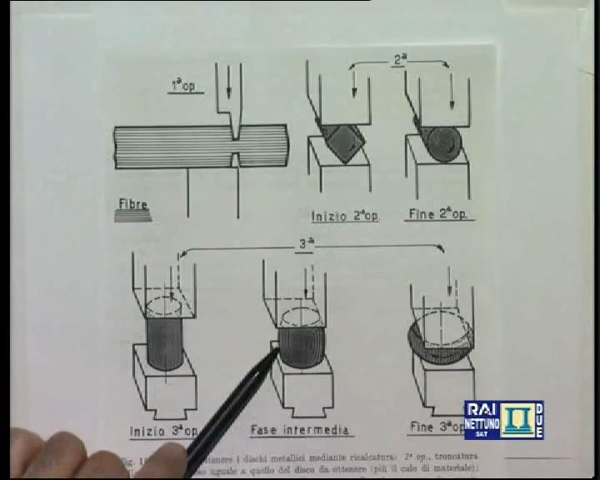 1ª op
2ª
Fibre
Inizio 2ª op.
Fine 2ª op.
3ª
Inizio 3ª op
Fase intermedia
Fine 3ª op
nere i dischi metallici mediante ricalcatura: 1ª op., troncatura
uguale a quello del disco da ottenere (più il calo di materiale);
RAI
NETTUNO
SAT
DUE